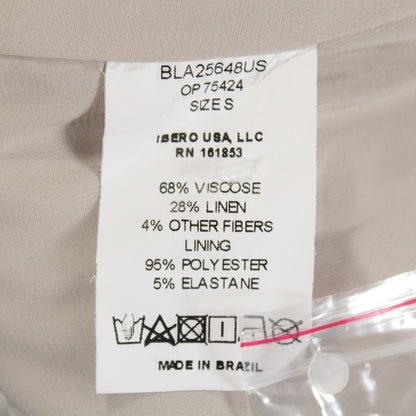 BLA25648US
OP 75424
SIZE S
IBERO USA, LLC
RN 161853
68% VISCOSE
28% LINEN
4% OTHER FIBERS
LINING
95% POLYESTER
5% ELASTANE
MADE IN BRAZIL